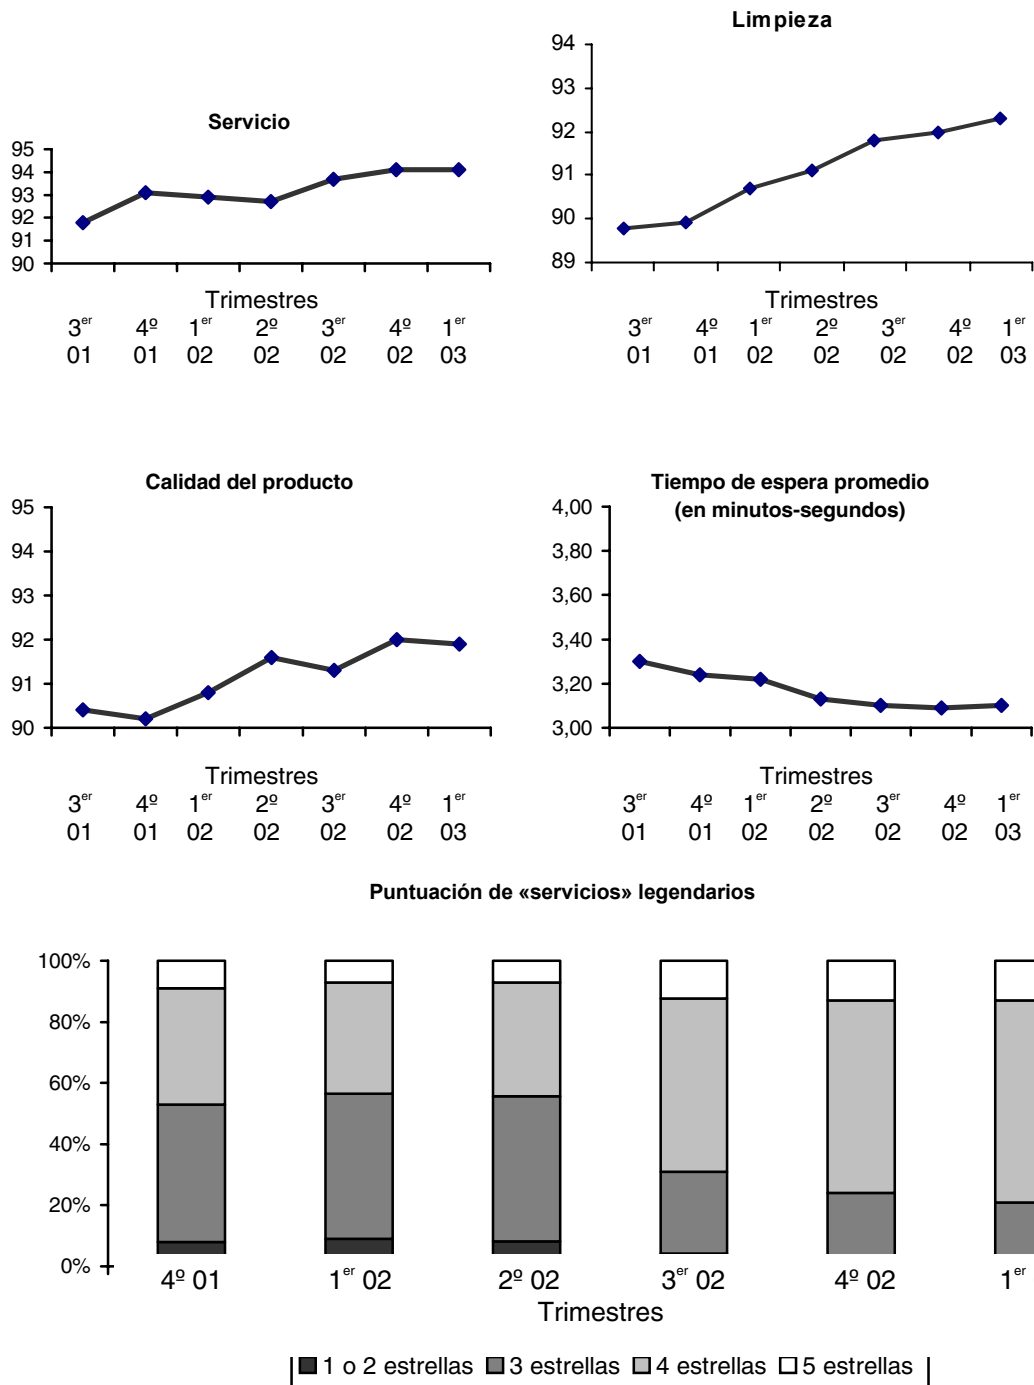 Servicio
95
94
93
92
91
90
Trimestres
3er 4º 1er 2º 3er 4º 1er
01 01 02 02 02 02 03
Limpieza
94
93
92
91
90
89
Trimestres
3er 4º 1er 2º 3er 4º 1er
01 01 02 02 02 02 03
Calidad del producto
95
94
93
92
91
90
Trimestres
3er 4º 1er 2º 3er 4º 1er
01 01 02 02 02 02 03
Tiempo de espera promedio
(en minutos-segundos)
4,00
3,80
3,60
3,40
3,20
3,00
Trimestres
3er 4º 1er 2º 3er 4º 1er
01 01 02 02 02 02 03
Puntuación de «servicios» legendarios
100%
80%
60%
40%
20%
0%
4º 01 1er 02 2º 02 3er 02 4º 02 1er
Trimestres
1 o 2 estrellas 3 estrellas 4 estrellas 5 estrellas